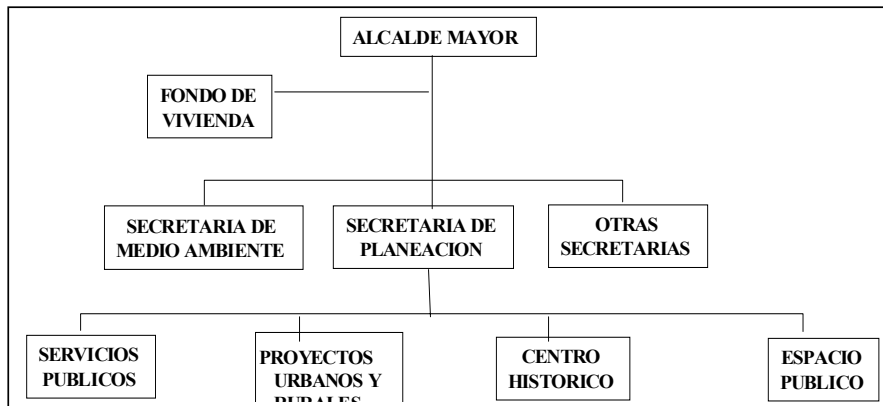 ALCALDE MAYOR
FONDO DE
VIVIENDA
SECRETARIA DE
MEDIO AMBIENTE
SECRETARIA DE
PLANEACION
OTRAS
SECRETARIAS
SERVICIOS
PUBLICOS
PROYECTOS
URBANOS Y
RURALES
CENTRO
HISTORICO
ESPACIO
PUBLICO